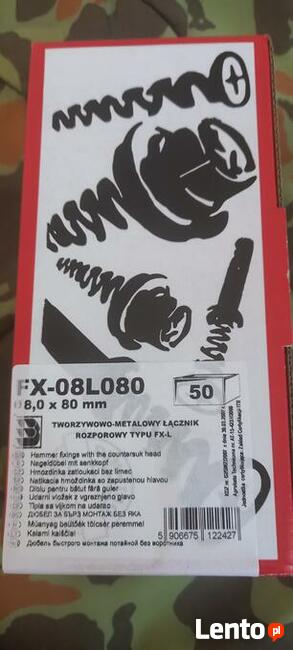 FX-08L080
8,0 x 80 mm
50
TWORZYWOWO-METALOWY ŁĄCZNIK
ROZPOROWY TYPU FX-L
Hammer fixings with the countersuk head
Nageldübel mit senkkopf
Hmozdinka zatloukací bez límec
Natĺkacia hmoždinka so zapustenou hlavou
Diblu pentru bătut fără guler
Udarni vložek z vgreznjeno glavo
Tipla sa vijkom na udarac
ДЮБЕЛ ЗА БЪРЗ МОНТАЖ БЕЗ ЯКА
Műanyag beütőék tölcsér peremmel
Kalami kaiščiai
Дюбель быстрого монтажа потайной без воротника
5 906675 122427
Lento.pl